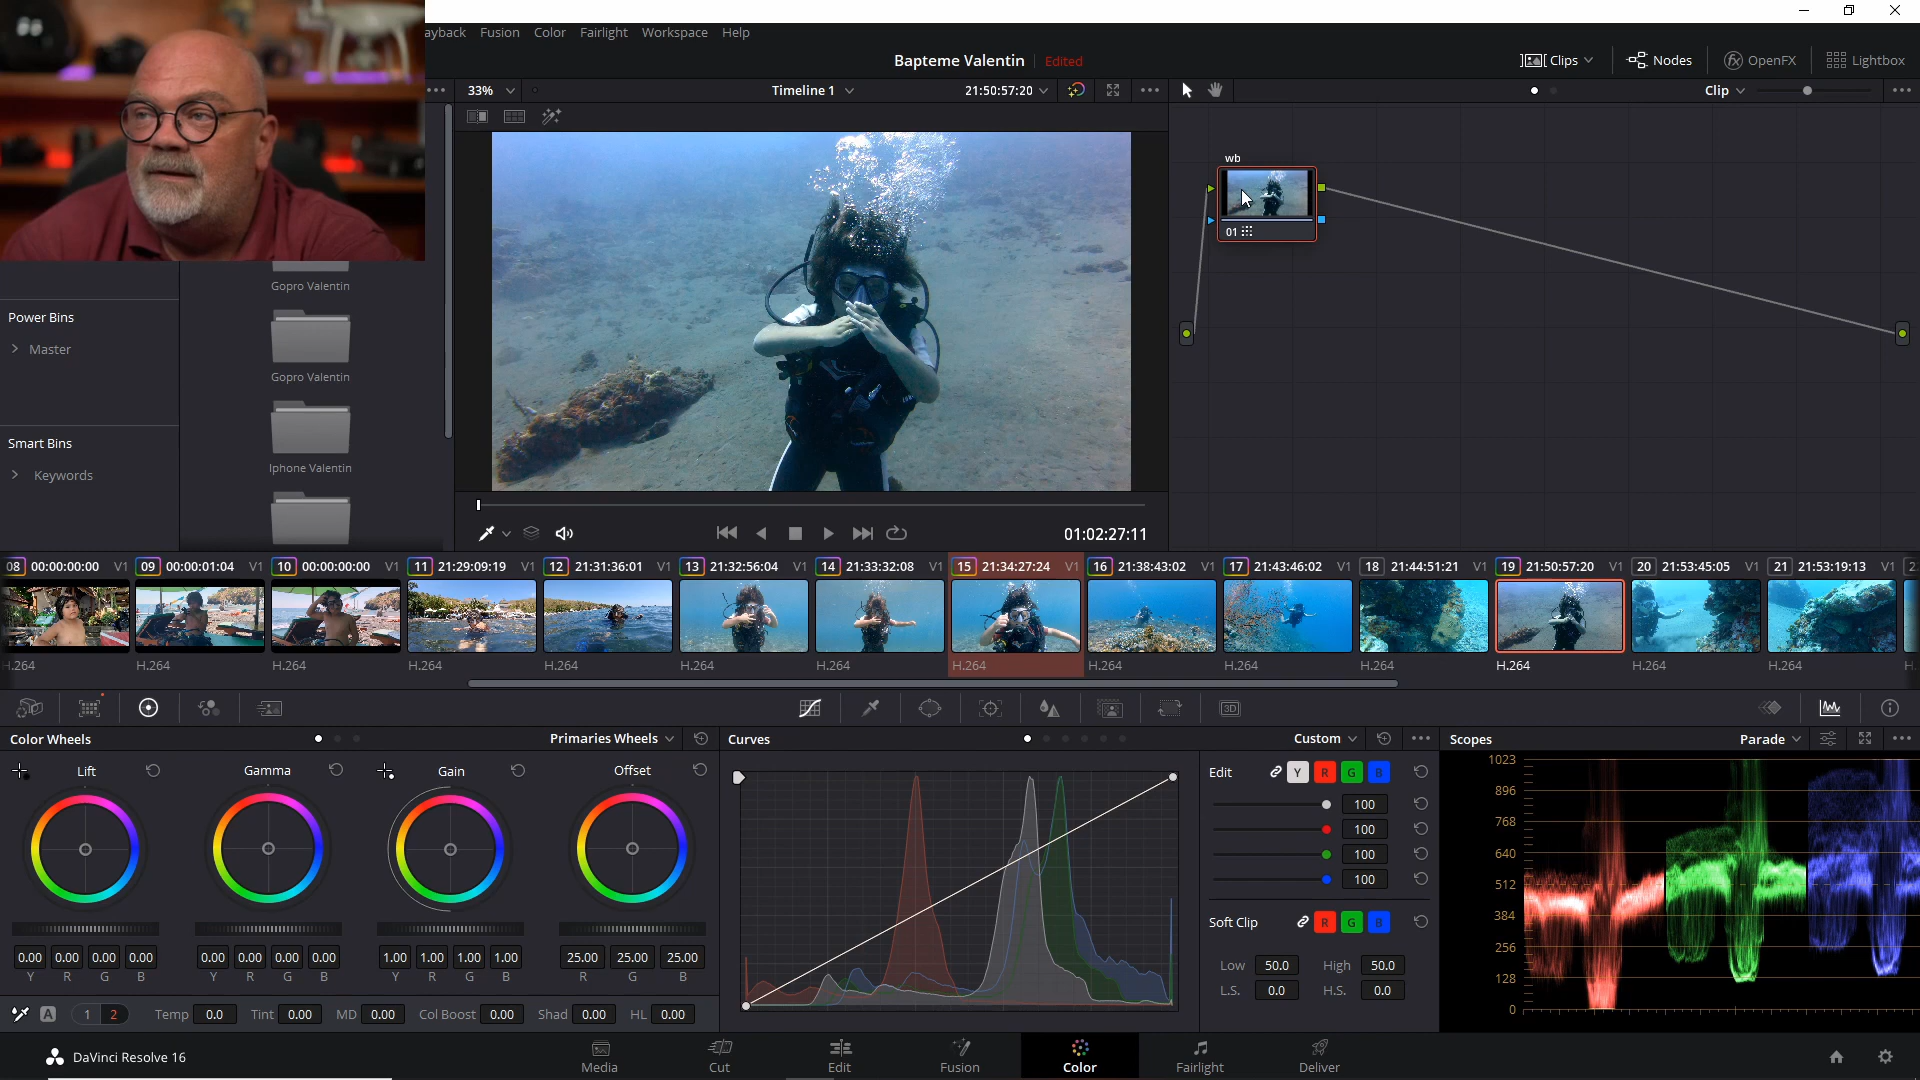 ayback Fusion Color Fairlight Workspace Help
Bapteme Valentin Edited
Clips Nodes OpenFX Lightbox
33% Timeline 1 21:50:57:20 Clip
wb
01
Gopro Valentin
Power Bins
Master
Gopro Valentin
Smart Bins
Keywords
Iphone Valentin
01:02:27:11
08 00:00:00:00 V1 09 00:00:01:04 V1 10 00:00:00:00 V1 11 21:29:09:19 V1 12 21:31:36:01 V1 13 21:32:56:04 V1 14 21:33:32:08 V1 15 21:34:27:24 V1 16 21:38:43:02 V1 17 21:43:46:02 V1 18 21:44:51:21 V1 19 21:50:57:20 V1 20 21:53:45:05 V1 21 21:53:19:13 V1 2
H.264 H.264 H.264 H.264 H.264 H.264 H.264 H.264 H.264 H.264 H.264 H.264 H.264 H.264 H.
3D
Color Wheels Primaries Wheels Curves Custom Scopes Parade
Lift Gamma Gain Offset
Edit Y R G B
100
100
100
100
Soft Clip R G B
Low 50.0 High 50.0
L.S. 0.0 H.S. 0.0
1023
896
768
640
512
384
256
128
0
0.00 0.00 0.00 0.00 0.00 0.00 0.00 0.00 1.00 1.00 1.00 1.00 25.00 25.00 25.00
Y R G B Y R G B Y R G B R G B
A 1 2 Temp 0.0 Tint 0.00 MD 0.00 Col Boost 0.00 Shad 0.00 HL 0.00
DaVinci Resolve 16
Media Cut Edit Fusion Color Fairlight Deliver